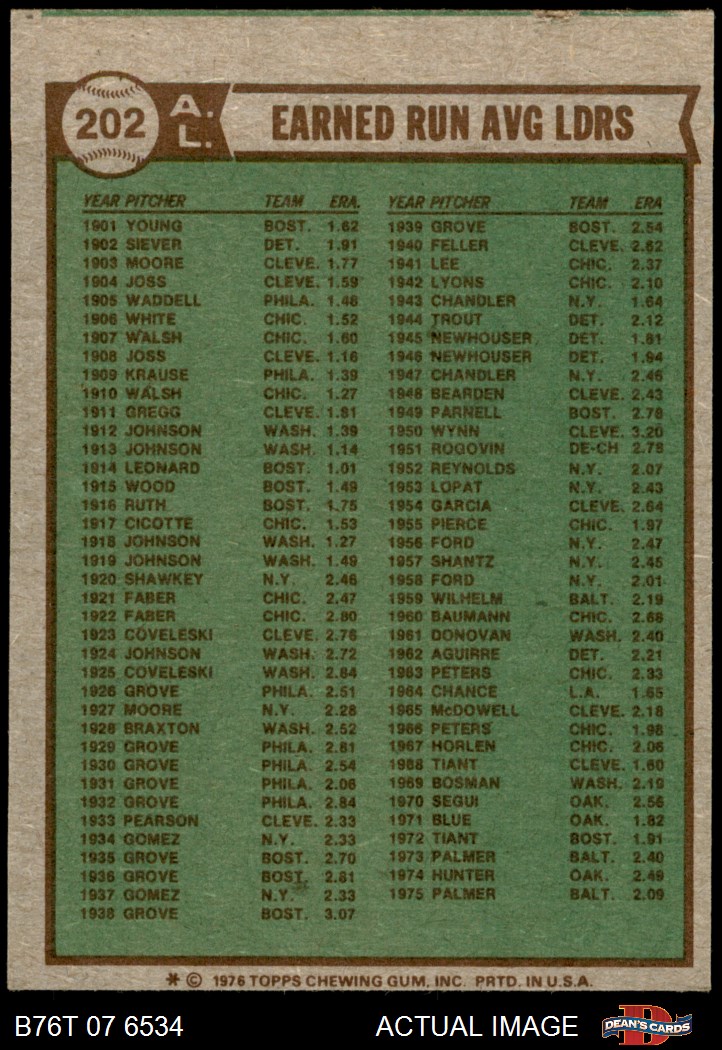 202 A. L. EARNED RUN AVG LDRS
YEAR PITCHER TEAM ERA.
1901 YOUNG BOST. 1.62
1902 SIEVER DET. 1.91
1903 MOORE CLEVE. 1.77
1904 JOSS CLEVE. 1.59
1905 WADDELL PHILA. 1.48
1906 WHITE CHIC. 1.52
1907 WALSH CHIC. 1.60
1908 JOSS CLEVE. 1.16
1909 KRAUSE PHILA. 1.39
1910 WALSH CHIC. 1.27
1911 GREGG CLEVE. 1.81
1912 JOHNSON WASH. 1.39
1913 JOHNSON WASH. 1.14
1914 LEONARD BOST. 1.01
1915 WOOD BOST. 1.49
1916 RUTH BOST. 1.75
1917 CICOTTE CHIC. 1.53
1918 JOHNSON WASH. 1.27
1919 JOHNSON WASH. 1.49
1920 SHAWKEY N.Y. 2.46
1921 FABER CHIC. 2.47
1922 FABER CHIC. 2.80
1923 COVELESKI CLEVE. 2.76
1924 JOHNSON WASH. 2.72
1925 COVELESKI WASH. 2.84
1926 GROVE PHILA. 2.51
1927 MOORE N.Y. 2.28
1928 BRAXTON WASH. 2.52
1929 GROVE PHILA. 2.81
1930 GROVE PHILA. 2.54
1931 GROVE PHILA. 2.06
1932 GROVE PHILA. 2.84
1933 PEARSON CLEVE. 2.33
1934 GOMEZ N.Y. 2.33
1935 GROVE BOST. 2.70
1936 GROVE BOST. 2.81
1937 GOMEZ N.Y. 2.33
1938 GROVE BOST. 3.07
YEAR PITCHER TEAM ERA
1939 GROVE BOST. 2.54
1940 FELLER CLEVE. 2.62
1941 LEE CHIC. 2.37
1942 LYONS CHIC. 2.10
1943 CHANDLER N.Y. 1.64
1944 TROUT DET. 2.12
1945 NEWHOUSER DET. 1.81
1946 NEWHOUSER DET. 1.94
1947 CHANDLER N.Y. 2.46
1948 BEARDEN CLEVE. 2.43
1949 PARNELL BOST. 2.78
1950 WYNN CLEVE. 3.20
1951 ROGOVIN DE-CH 2.78
1952 REYNOLDS N.Y. 2.07
1953 LOPAT N.Y. 2.43
1954 GARCIA CLEVE. 2.64
1955 PIERCE CHIC. 1.97
1956 FORD N.Y. 2.47
1957 SHANTZ N.Y. 2.45
1958 FORD N.Y. 2.01
1959 WILHELM BALT. 2.19
1960 BAUMANN CHIC. 2.68
1961 DONOVAN WASH. 2.40
1962 AGUIRRE DET. 2.21
1963 PETERS CHIC. 2.33
1964 CHANCE L.A. 1.65
1965 McDOWELL CLEVE. 2.18
1966 PETERS CHIC. 1.98
1967 HORLEN CHIC. 2.06
1968 TIANT CLEVE. 1.60
1969 BOSMAN WASH. 2.19
1970 SEGUI OAK. 2.56
1971 BLUE OAK. 1.82
1972 TIANT BOST. 1.91
1973 PALMER BALT. 2.40
1974 HUNTER OAK. 2.49
1975 PALMER BALT. 2.09
* © 1976 TOPPS CHEWING GUM, INC. PRTD. IN U.S.A.
B76T 07 6534 ACTUAL IMAGE D DEAN'S CARDS